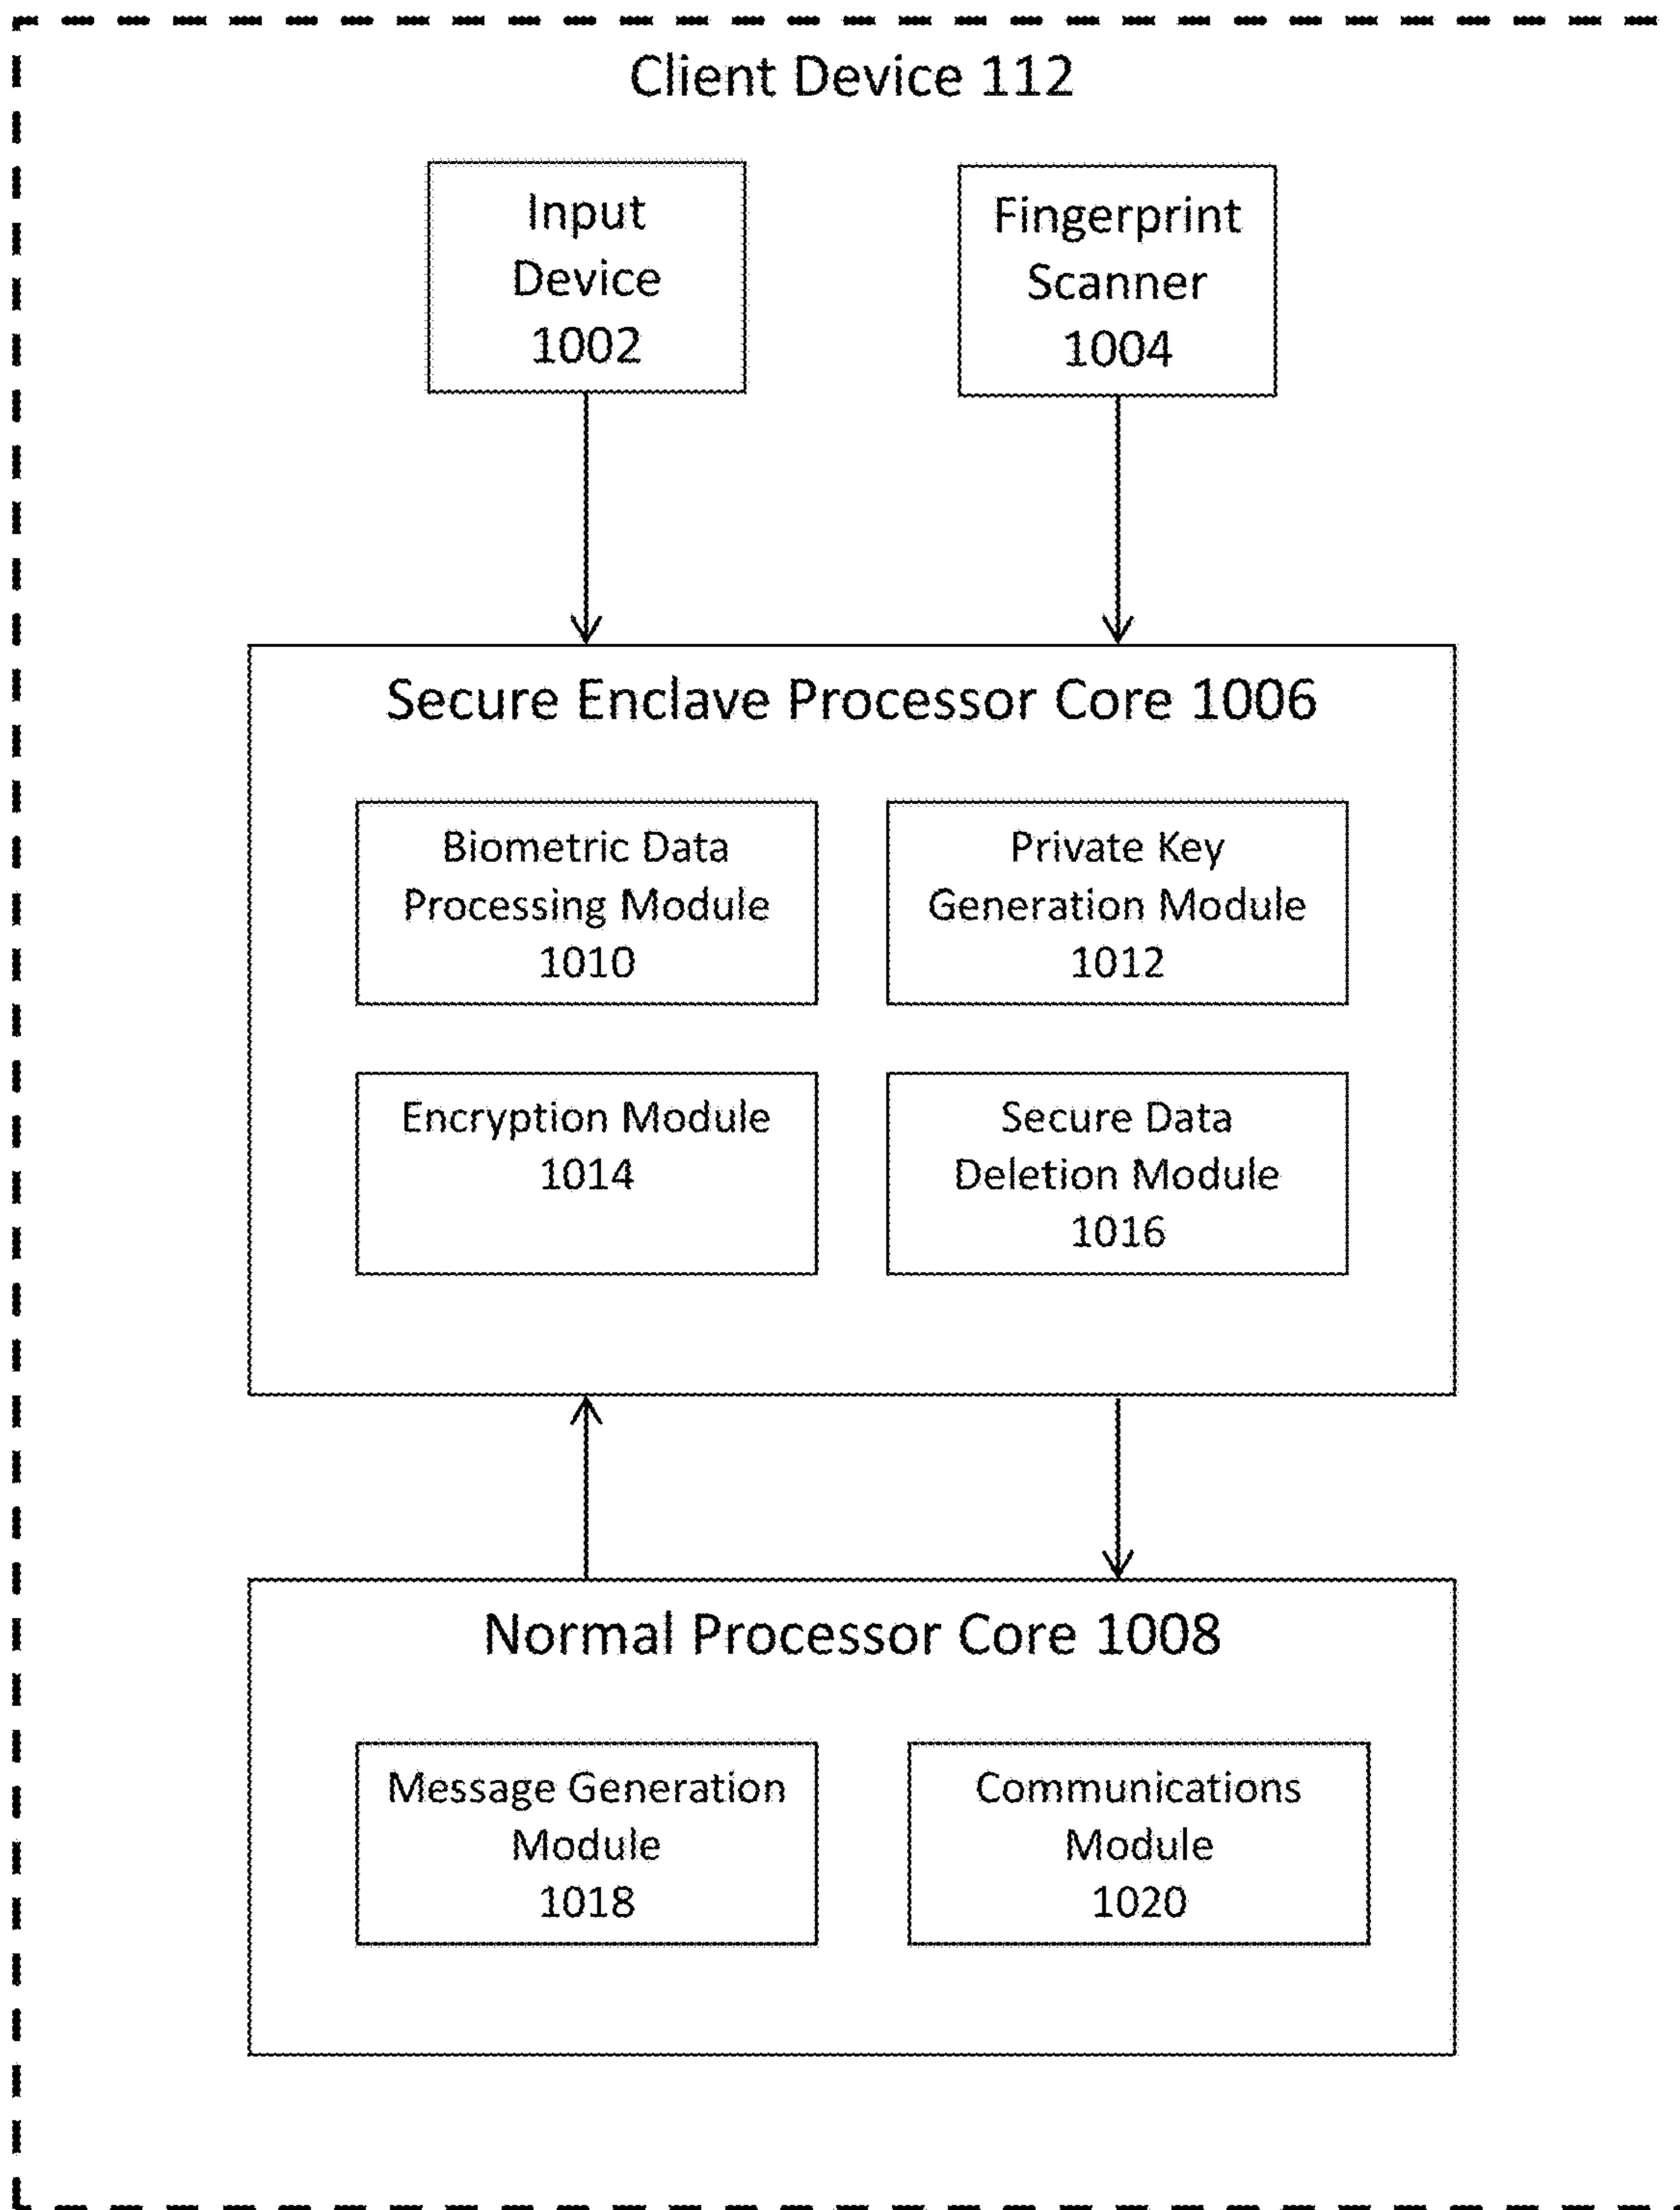 Client Device 112
Input
Device
1002
Fingerprint
Scanner
1004
Secure Enclave Processor Core 1006
Biometric Data
Processing Module
1010
Private Key
Generation Module
1012
Encryption Module
1014
Secure Data
Deletion Module
1016
Normal Processor Core 1008
Message Generation
Module
1018
Communications
Module
1020